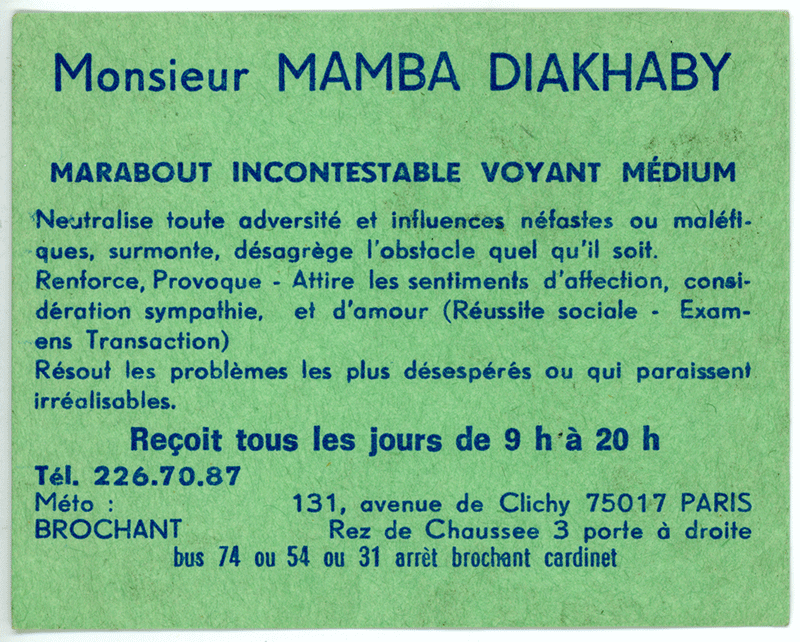 Monsieur MAMBA DIAKHABY
MARABOUT INCONTESTABLE VOYANT MÉDIUM
Neutralise toute adversité et influences néfastes ou maléfi-
ques, surmonte, désagrège l'obstacle quel qu'il soit.
Renforce, Provoque - Attire les sentiments d'affection, consi-
dération sympathie, et d'amour (Réussite sociale - Exam-
ens Transaction)
Résout les problèmes les plus désespérés ou qui paraissent
irréalisables.
Reçoit tous les jours de 9 h à 20 h
Tél. 226.70.87
Méto : 131, avenue de Clichy 75017 PARIS
BROCHANT Rez de Chaussee 3 porte à droite
bus 74 ou 54 ou 31 arrèt brochant cardinet